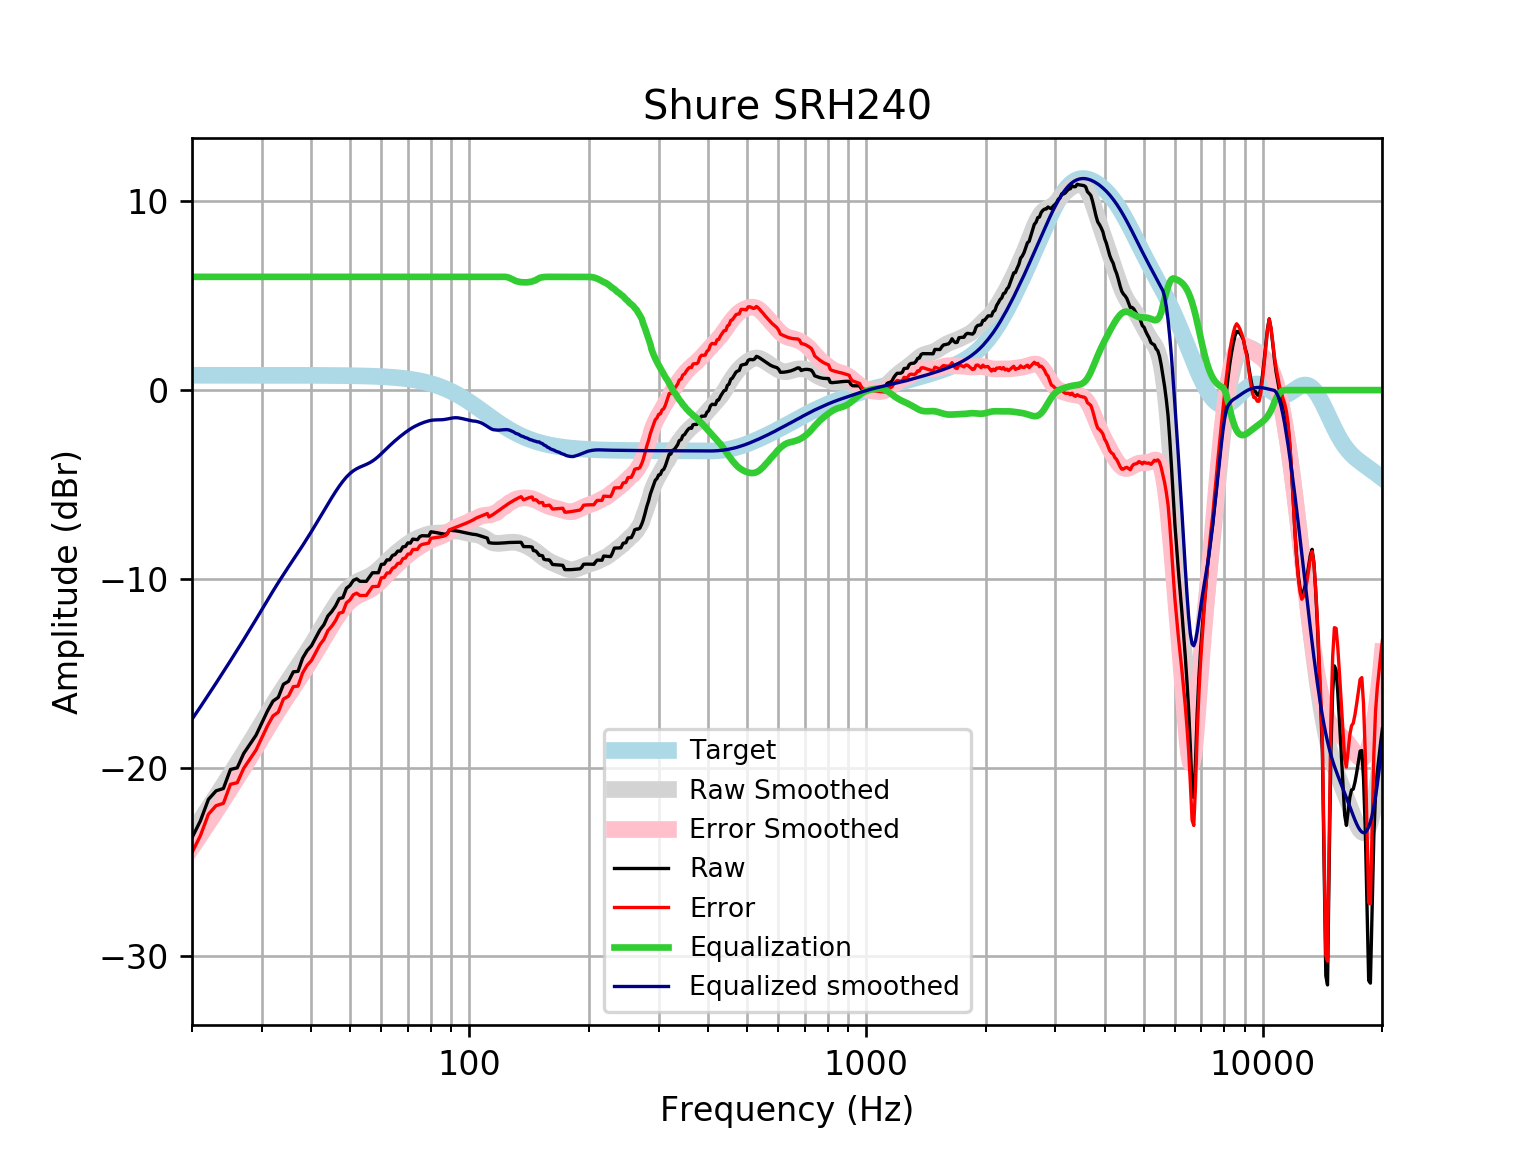 Shure SRH240
10
0
−10
−20
−30
Amplitude (dBr)
Target
Raw Smoothed
Error Smoothed
Raw
Error
Equalization
Equalized smoothed
100
1000
10000
Frequency (Hz)